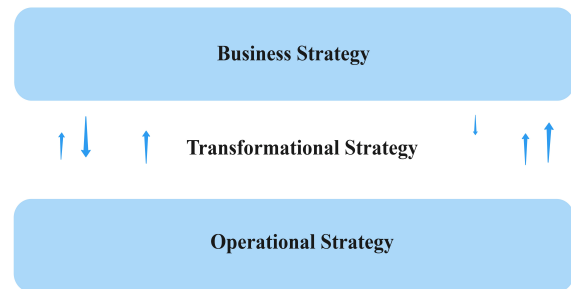 Business Strategy
Transformational Strategy
Operational Strategy